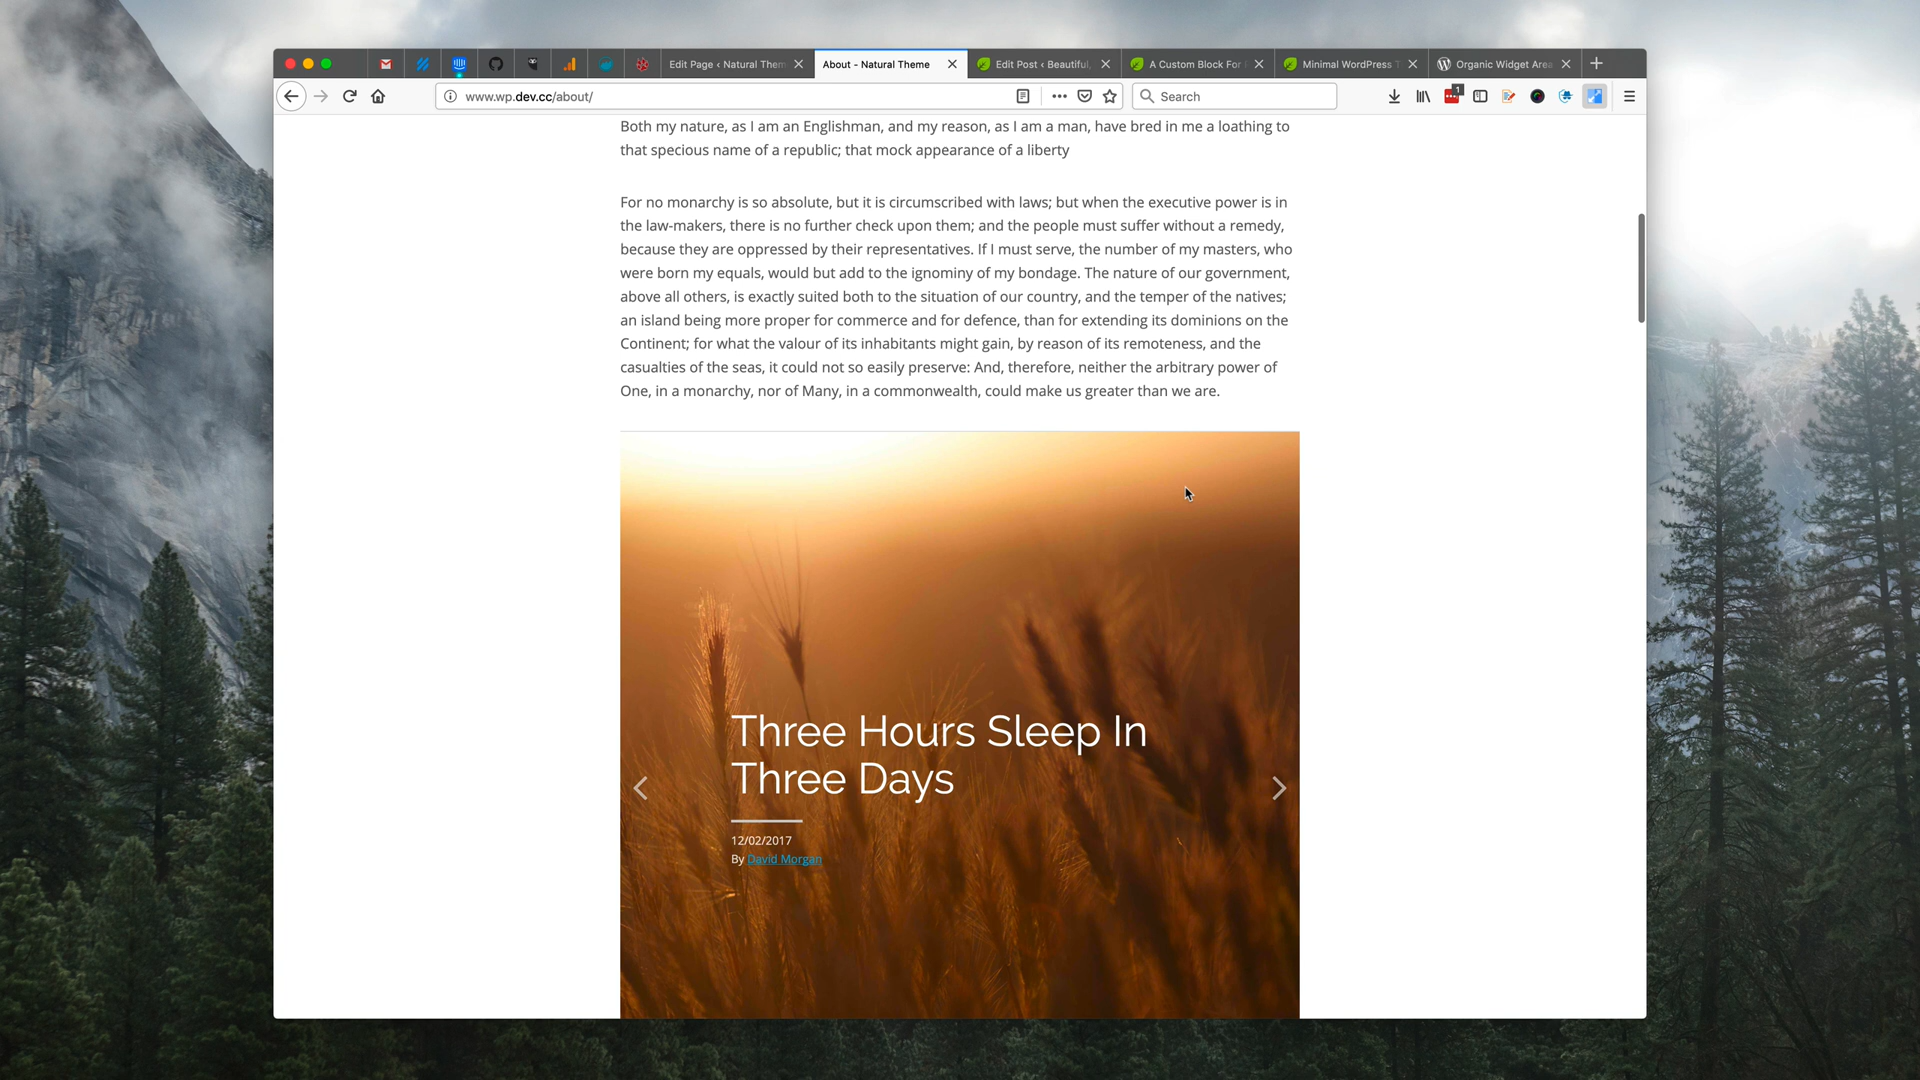 Edit Page ‹ Natural Them
About - Natural Theme
Edit Post ‹ Beautiful,
A Custom Block For
Minimal WordPress T
Organic Widget Area
www.wp.dev.cc/about/
Search
1
Both my nature, as I am an Englishman, and my reason, as I am a man, have bred in me a loathing to
that specious name of a republic; that mock appearance of a liberty
For no monarchy is so absolute, but it is circumscribed with laws; but when the executive power is in
the law-makers, there is no further check upon them; and the people must suffer without a remedy,
because they are oppressed by their representatives. If I must serve, the number of my masters, who
were born my equals, would but add to the ignominy of my bondage. The nature of our government,
above all others, is exactly suited both to the situation of our country, and the temper of the natives;
an island being more proper for commerce and for defence, than for extending its dominions on the
Continent; for what the valour of its inhabitants might gain, by reason of its remoteness, and the
casualties of the seas, it could not so easily preserve: And, therefore, neither the arbitrary power of
One, in a monarchy, nor of Many, in a commonwealth, could make us greater than we are.
Three Hours Sleep In
Three Days
12/02/2017
By David Morgan